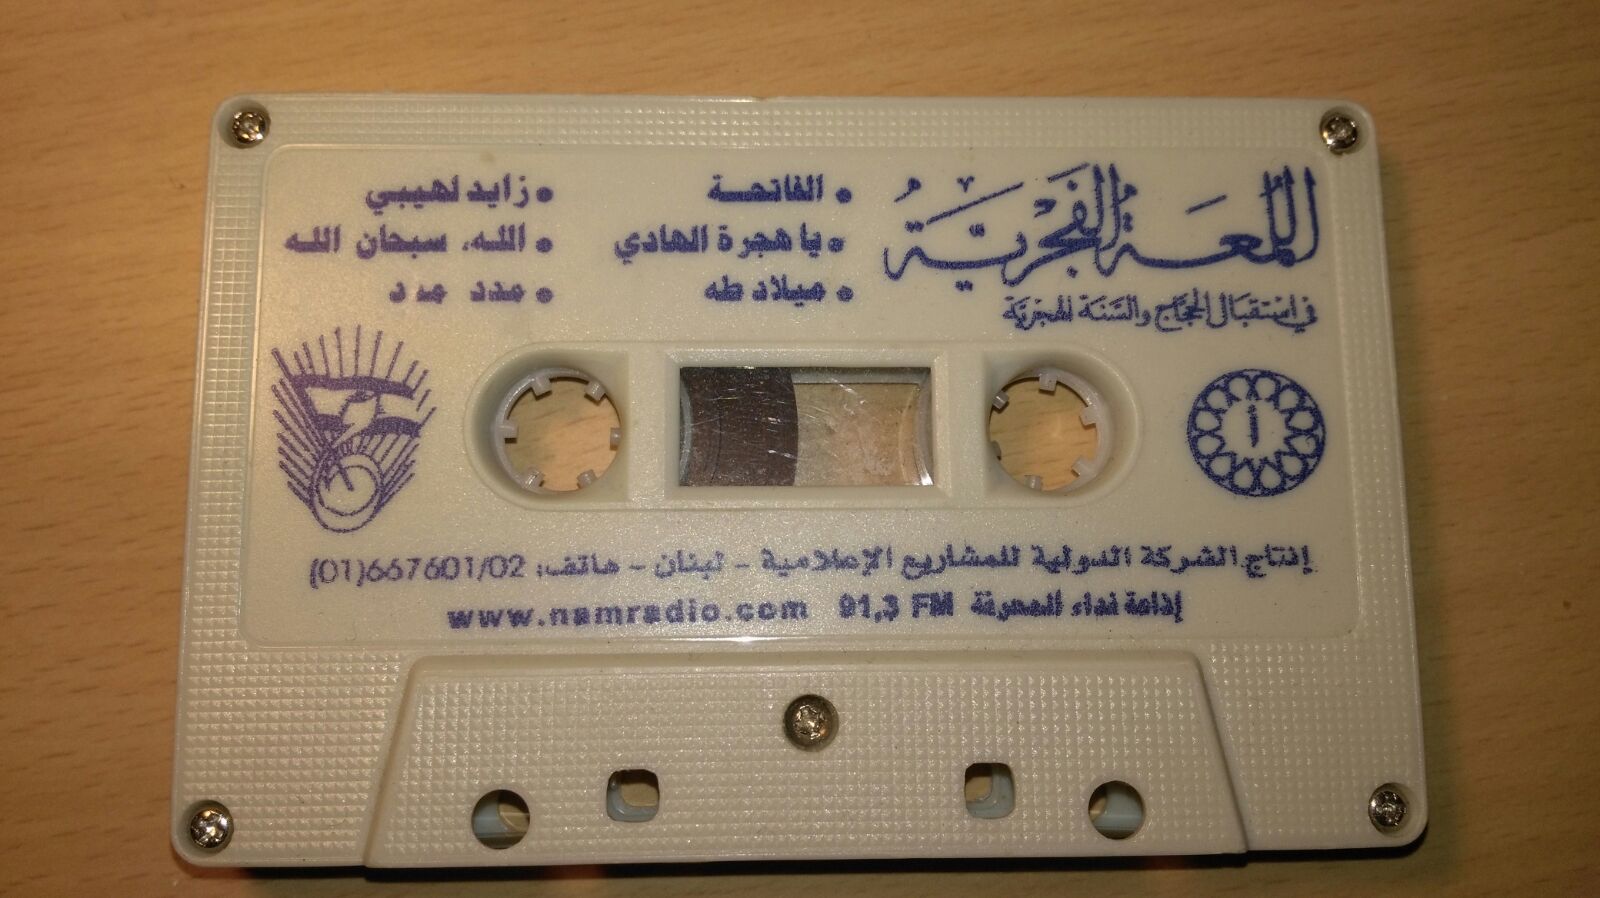 اللمعة الفجرية
في استقبال الحجاج والسنة الهجرية
• الفاتحة
• يا هجرة الهادي
• ميلاد طه
• زايد لهيبي
• الله، سبحان الله
• مدد مدد
أ
إنتاج الشركة الدولية للمشاريع الإعلامية - لبنان - هاتف: 667601/02(01)
إذاعة نداء المعرفة 91,3 FM www.namradio.com